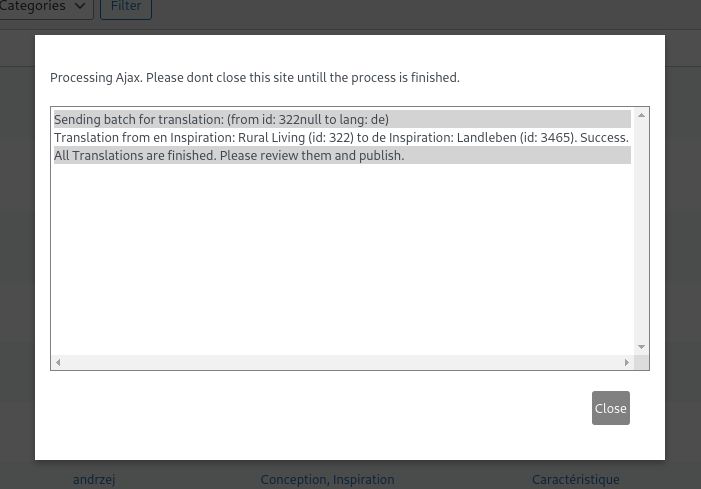 Categories
Filter
Processing Ajax. Please dont close this site untill the process is finished.
Sending batch for translation: (from id: 322null to lang: de)
Translation from en Inspiration: Rural Living (id: 322) to de Inspiration: Landleben (id: 3465). Success.
All Translations are finished. Please review them and publish.
Close
andrzej
Conception, Inspiration
Caractéristique